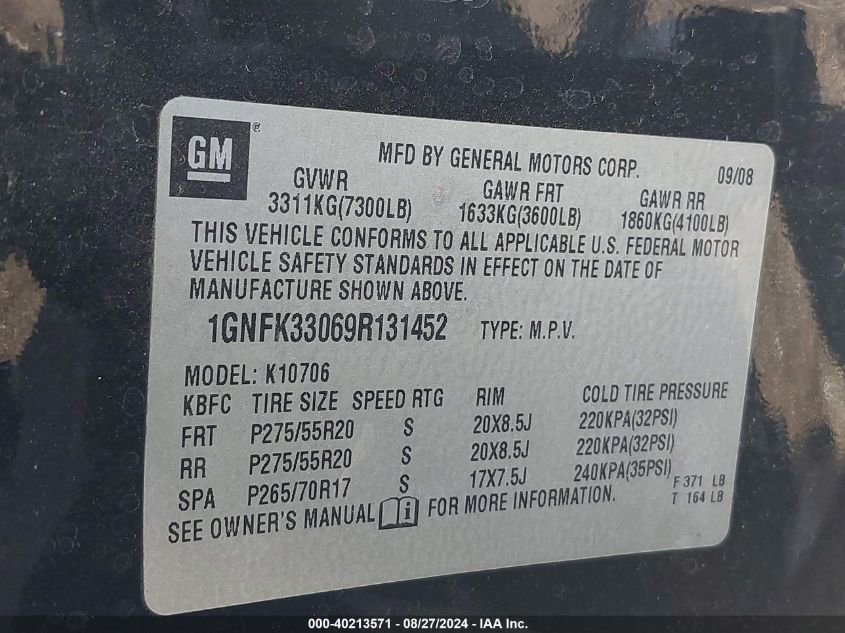 GM ®
MFD BY GENERAL MOTORS CORP. 09/08
GVWR GAWR FRT GAWR RR
3311KG(7300LB) 1633KG(3600LB) 1860KG(4100LB)
THIS VEHICLE CONFORMS TO ALL APPLICABLE U.S. FEDERAL MOTOR
VEHICLE SAFETY STANDARDS IN EFFECT ON THE DATE OF
MANUFACTURE SHOWN ABOVE.
1GNFK33069R131452 TYPE: M.P.V.
MODEL: K10706
KBFC TIRE SIZE SPEED RTG RIM COLD TIRE PRESSURE
FRT P275/55R20 S 20X8.5J 220KPA(32PSI)
RR P275/55R20 S 20X8.5J 220KPA(32PSI)
SPA P265/70R17 S 17X7.5J 240KPA(35PSI) F 371 LB
T 164 LB
SEE OWNER'S MANUAL i FOR MORE INFORMATION.
000-40213571 | 08/27/2024 | IAA Inc.